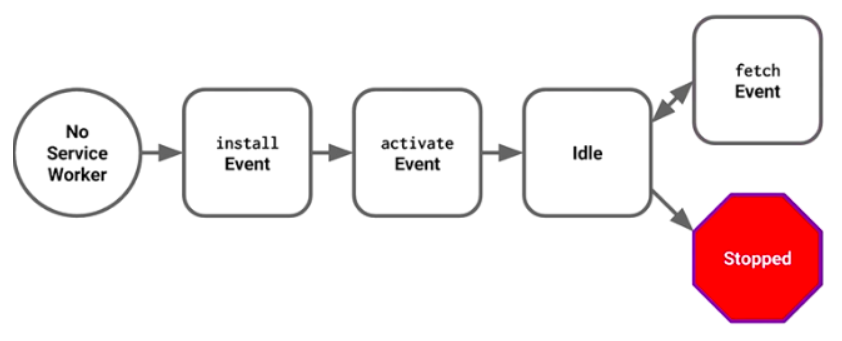 No
Service
Worker
install
Event
activate
Event
Idle
fetch
Event
Stopped